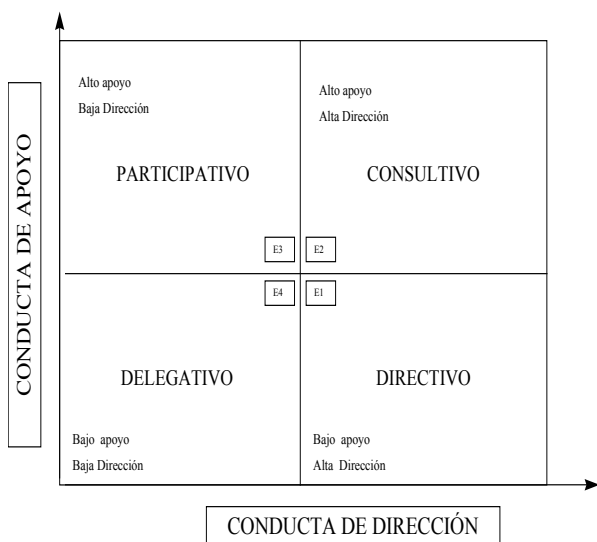 CONDUCTA DE APOYO
Alto apoyo
Baja Dirección
PARTICIPATIVO
E3
Alto apoyo
Alta Dirección
CONSULTIVO
E2
E4
DELEGATIVO
Bajo apoyo
Baja Dirección
E1
DIRECTIVO
Bajo apoyo
Alta Dirección
CONDUCTA DE DIRECCIÓN